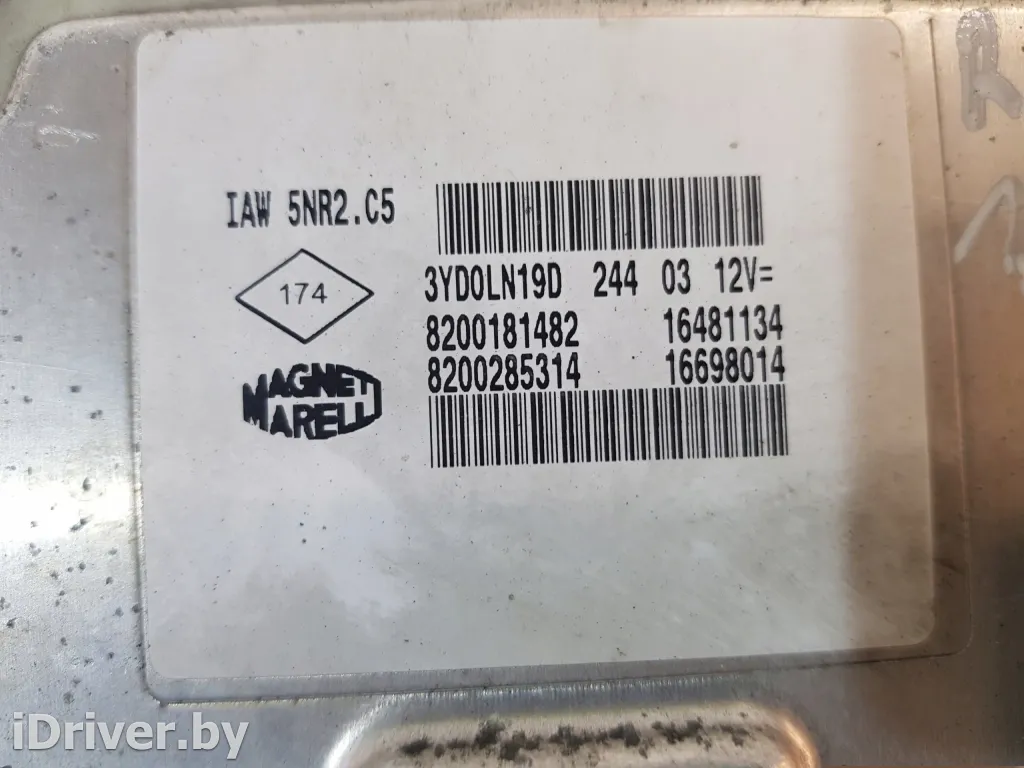 IAW 5NR2.C5
174
MAGNETI
MARELLI
3YD0LN19D 244 03 12V=
8200181482 16481134
8200285314 16698014
R
iDriver.by